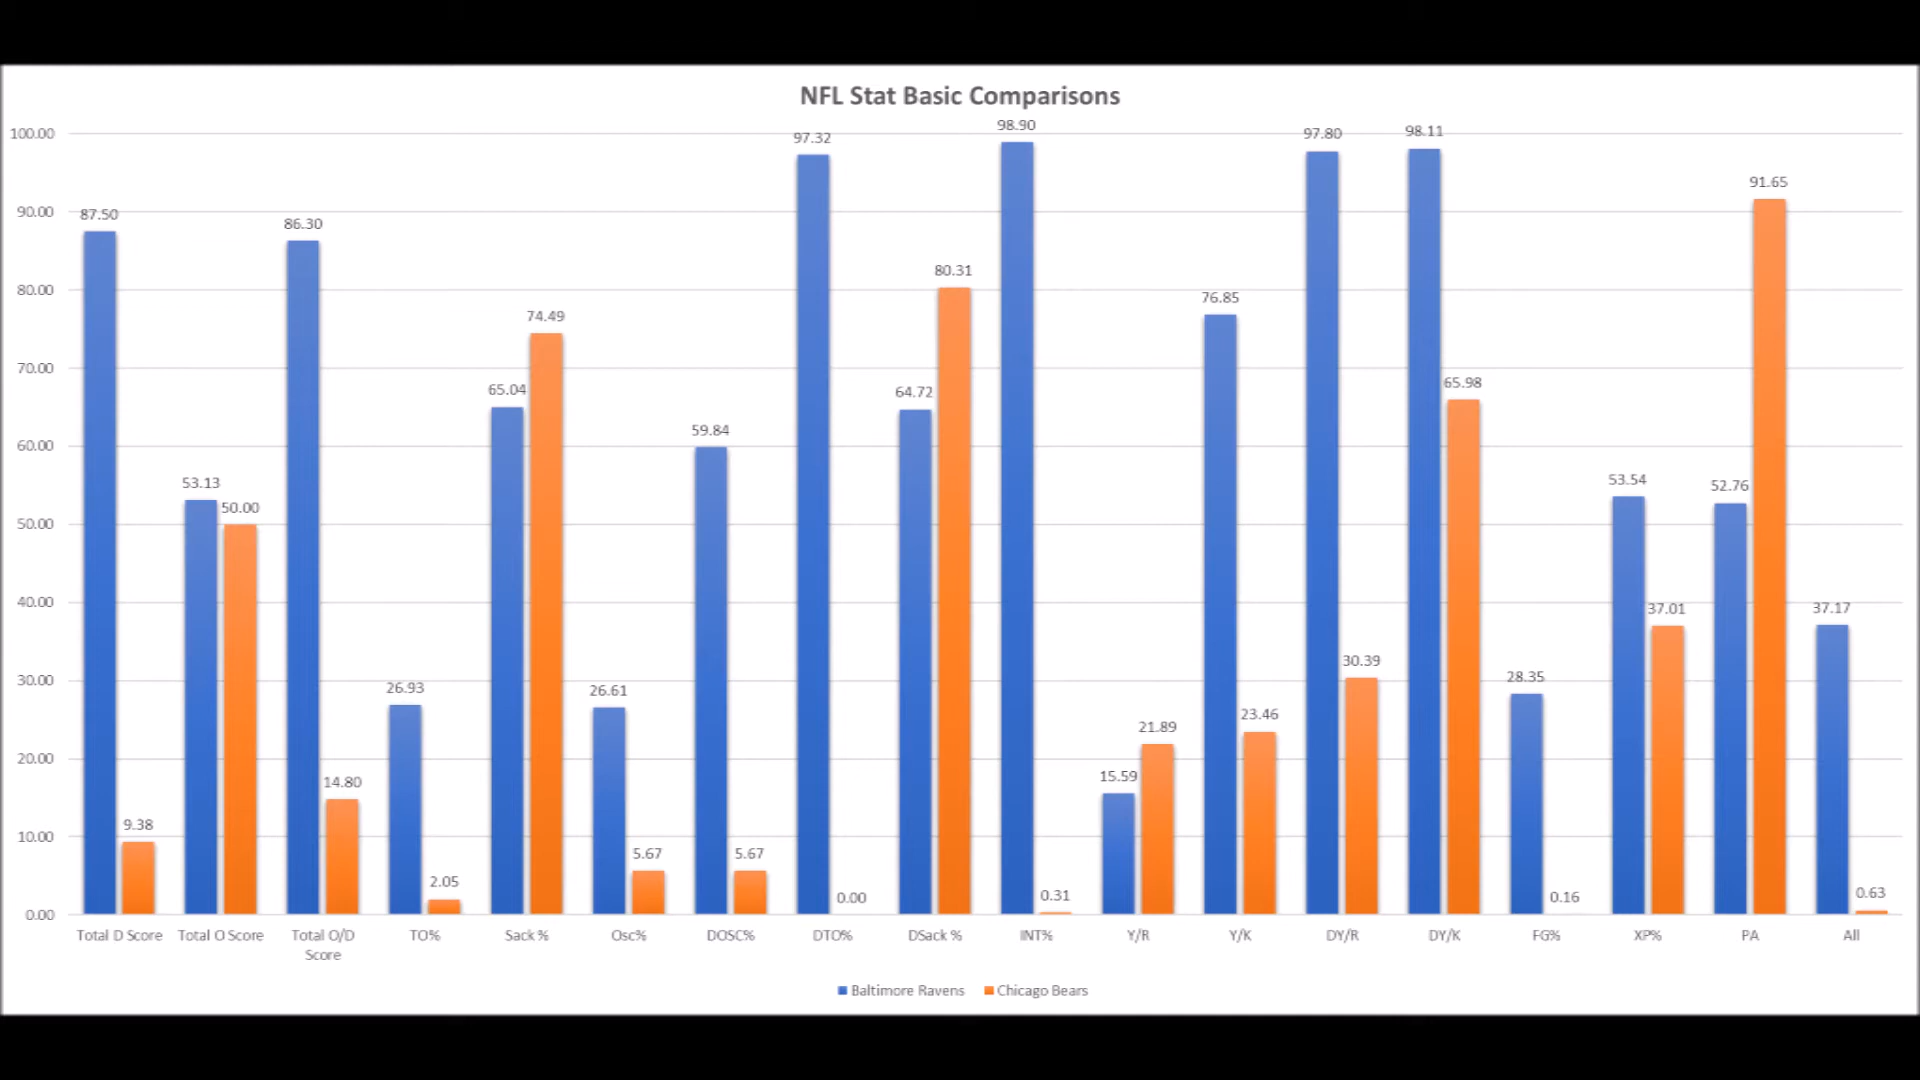 NFL Stat Basic Comparisons
100.00
90.00
80.00
70.00
60.00
50.00
40.00
30.00
20.00
10.00
0.00
87.50
9.38
53.13
50.00
86.30
14.80
26.93
2.05
65.04
74.49
26.61
5.67
59.84
5.67
97.32
0.00
64.72
80.31
98.90
0.31
15.59
21.89
76.85
23.46
97.80
30.39
98.11
65.98
28.35
0.16
53.54
37.01
52.76
91.65
37.17
0.63
Total D Score
Total O Score
Total O/D
Score
TO%
Sack %
Osc%
DOSC%
DTO%
DSack %
INT%
Y/R
Y/K
DY/R
DY/K
FG%
XP%
PA
All
Baltimore Ravens
Chicago Bears